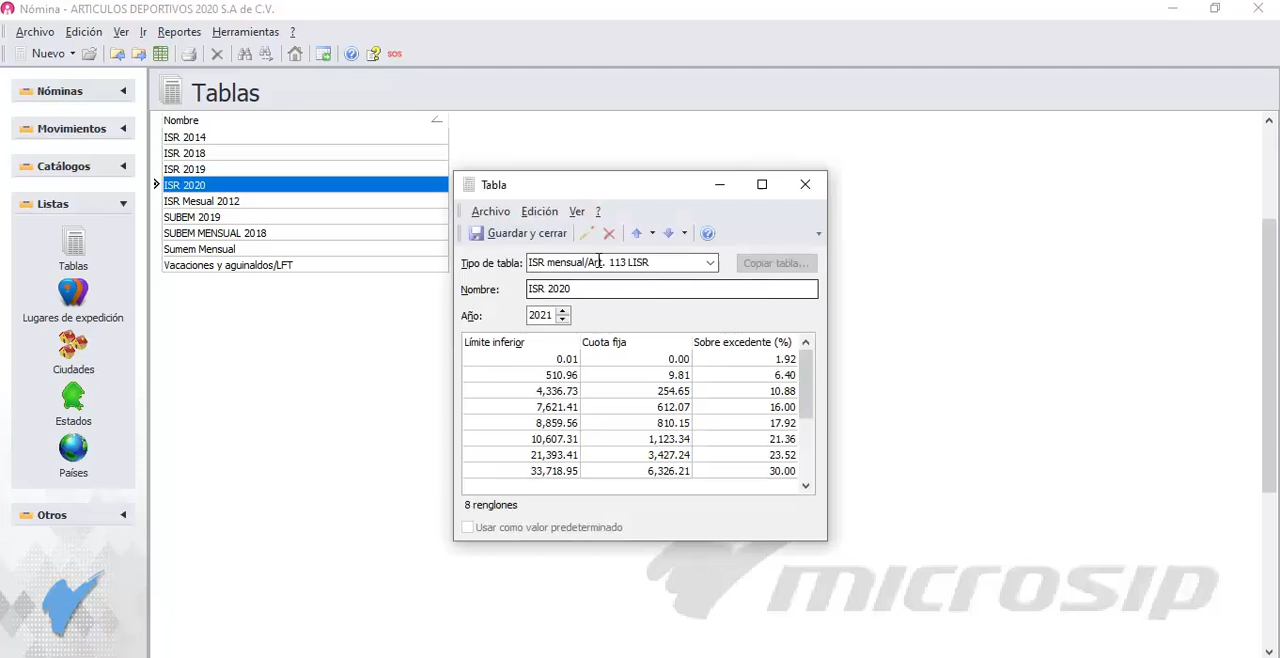 Nómina - ARTICULOS DEPORTIVOS 2020 S.A de C.V.
Archivo Edición Ver Ir Reportes Herramientas ?
Nuevo SOS
Nóminas
Movimientos
Catálogos
Listas
Tablas
Lugares de expedición
Ciudades
Estados
Países
Otros
Tablas
Nombre
ISR 2014
ISR 2018
ISR 2019
ISR 2020
ISR Mesual 2012
SUBEM 2019
SUBEM MENSUAL 2018
Sumem Mensual
Vacaciones y aguinaldos/LFT
Tabla
Archivo Edición Ver ?
Guardar y cerrar
Tipo de tabla: ISR mensual/Art. 113 LISR Copiar tabla...
Nombre: ISR 2020
Año: 2021
Límite inferior Cuota fija Sobre excedente (%)
0.01 0.00 1.92
510.96 9.81 6.40
4,336.73 254.65 10.88
7,621.41 612.07 16.00
8,859.56 810.15 17.92
10,607.31 1,123.34 21.36
21,393.41 3,427.24 23.52
33,718.95 6,326.21 30.00
8 renglones
Usar como valor predeterminado
microsip